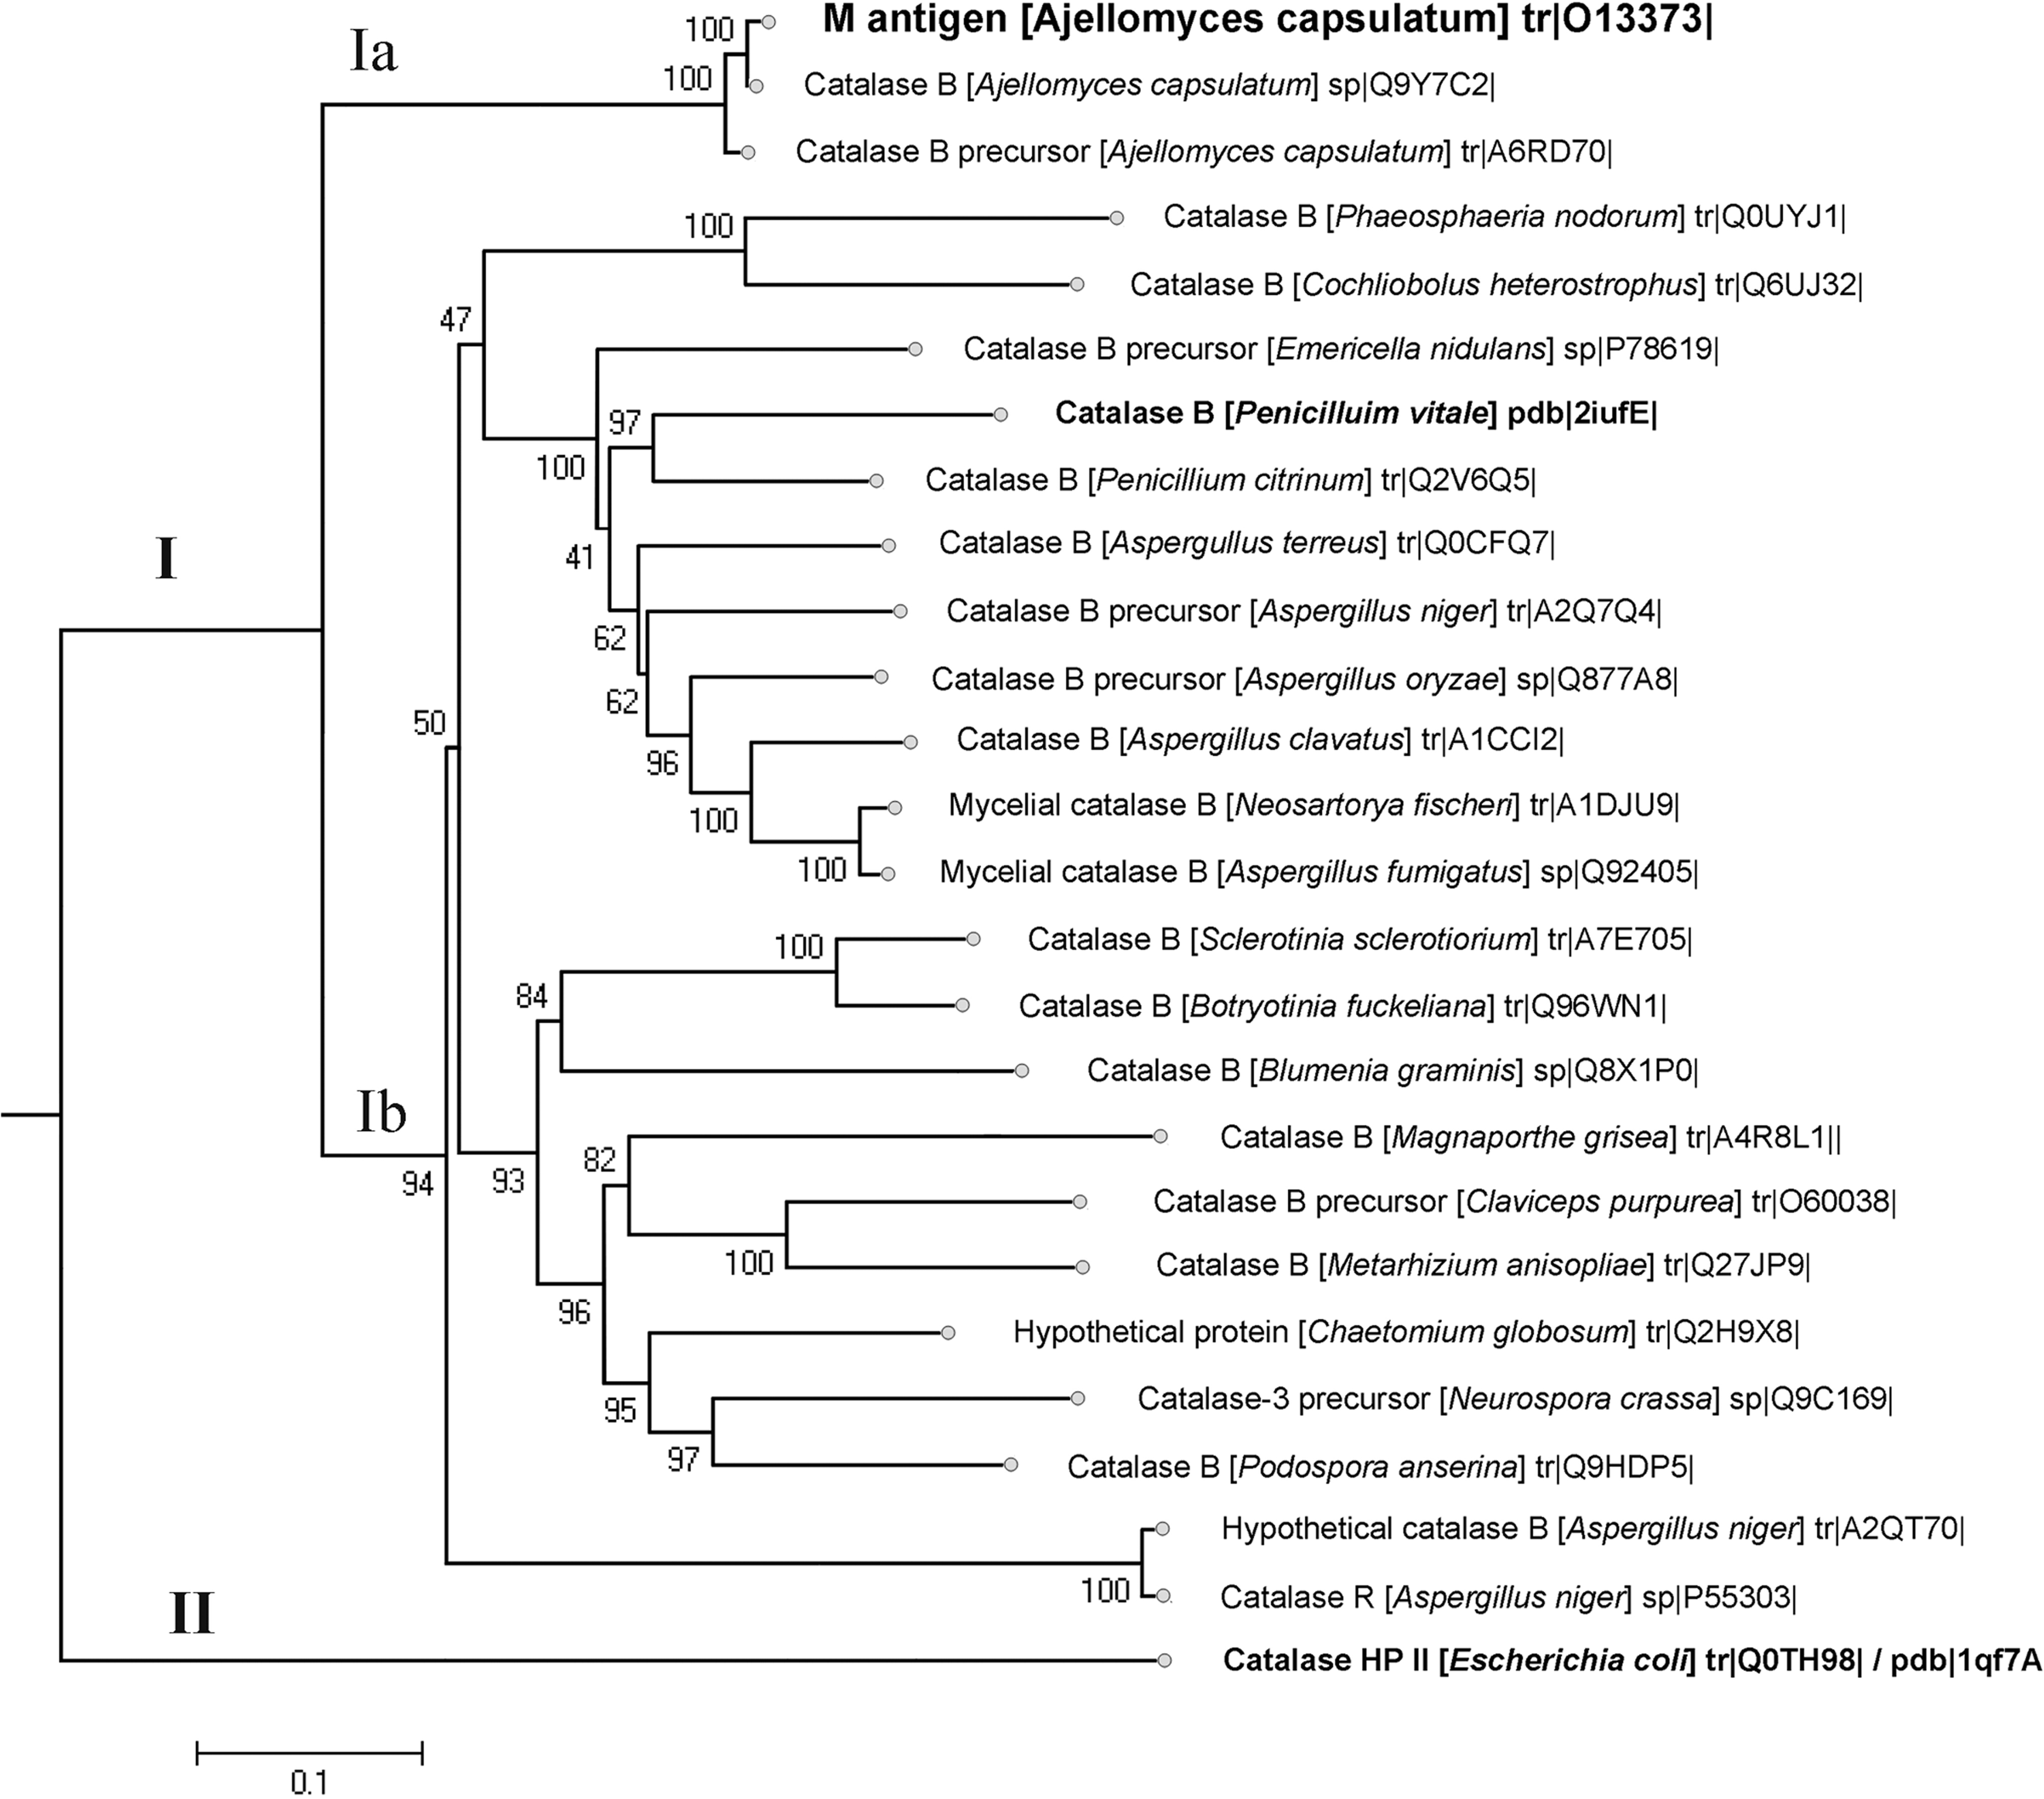 M antigen [Ajellomyces capsulatum] tr|O13373|
100
Ia
100
Catalase B [Ajellomyces capsulatum] sp|Q9Y7C2|
Catalase B precursor [Ajellomyces capsulatum] tr|A6RD70|
100
Catalase B [Phaeosphaeria nodorum] tr|Q0UYJ1|
Catalase B [Cochliobolus heterostrophus] tr|Q6UJ32|
47
Catalase B precursor [Emericella nidulans] sp|P78619|
97
Catalase B [Penicilluim vitale] pdb|2iufE|
100
Catalase B [Penicillium citrinum] tr|Q2V6Q5|
I
41
Catalase B [Aspergullus terreus] tr|Q0CFQ7|
62
Catalase B precursor [Aspergillus niger] tr|A2Q7Q4|
62
Catalase B precursor [Aspergillus oryzae] sp|Q877A8|
50
96
Catalase B [Aspergillus clavatus] tr|A1CCI2|
100
Mycelial catalase B [Neosartorya fischeri] tr|A1DJU9|
100
Mycelial catalase B [Aspergillus fumigatus] sp|Q92405|
100
Catalase B [Sclerotinia sclerotiorium] tr|A7E705|
84
Catalase B [Botryotinia fuckeliana] tr|Q96WN1|
Catalase B [Blumenia graminis] sp|Q8X1P0|
Ib
82
Catalase B [Magnaporthe grisea] tr|A4R8L1||
94
93
Catalase B precursor [Claviceps purpurea] tr|O60038|
100
Catalase B [Metarhizium anisopliae] tr|Q27JP9|
96
Hypothetical protein [Chaetomium globosum] tr|Q2H9X8|
95
Catalase-3 precursor [Neurospora crassa] sp|Q9C169|
97
Catalase B [Podospora anserina] tr|Q9HDP5|
Hypothetical catalase B [Aspergillus niger] tr|A2QT70|
100
Catalase R [Aspergillus niger] sp|P55303|
II
Catalase HP II [Escherichia coli] tr|Q0TH98| / pdb|1qf7A
0.1